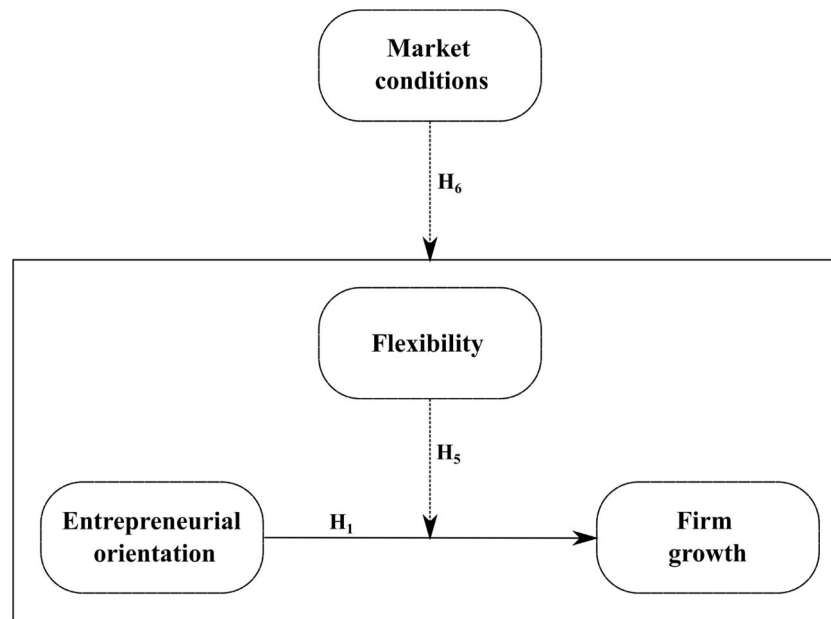 Market
conditions
H₆
Flexibility
H₅
Entrepreneurial
orientation
H₁
Firm
growth